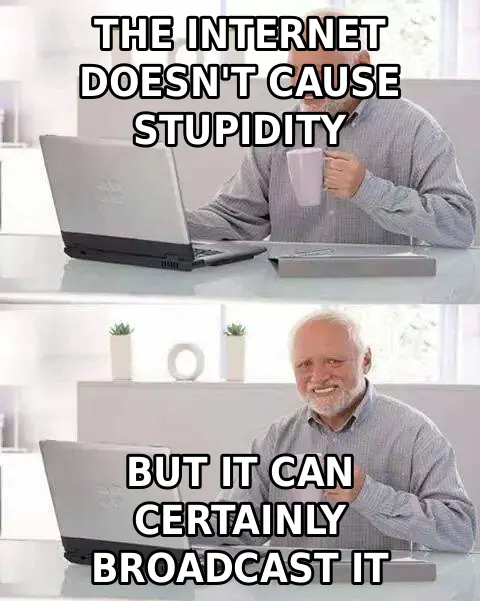 THE INTERNET
DOESN'T CAUSE
STUPIDITY
BUT IT CAN
CERTAINLY
BROADCAST IT